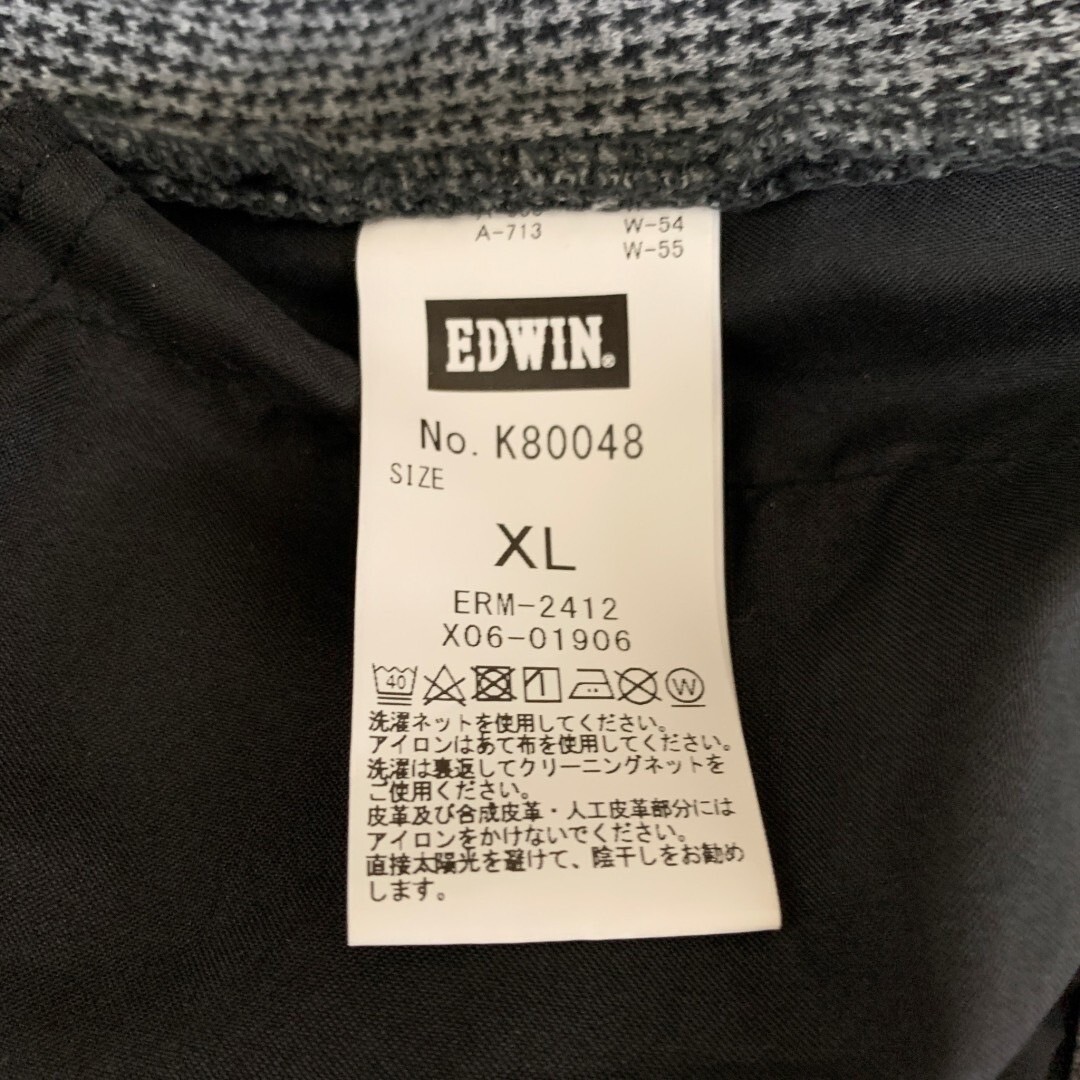 A-713 W-54
W-55
EDWIN®
No. K80048
SIZE
XL
ERM-2412
X06-01906
40 W
洗濯ネットを使用してください。
アイロンはあて布を使用してください。
洗濯は裏返してクリーニングネットを
ご使用ください。
皮革及び合成皮革・人工皮革部分には
アイロンをかけないでください。
直接太陽光を避けて、陰干しをお勧め
します。